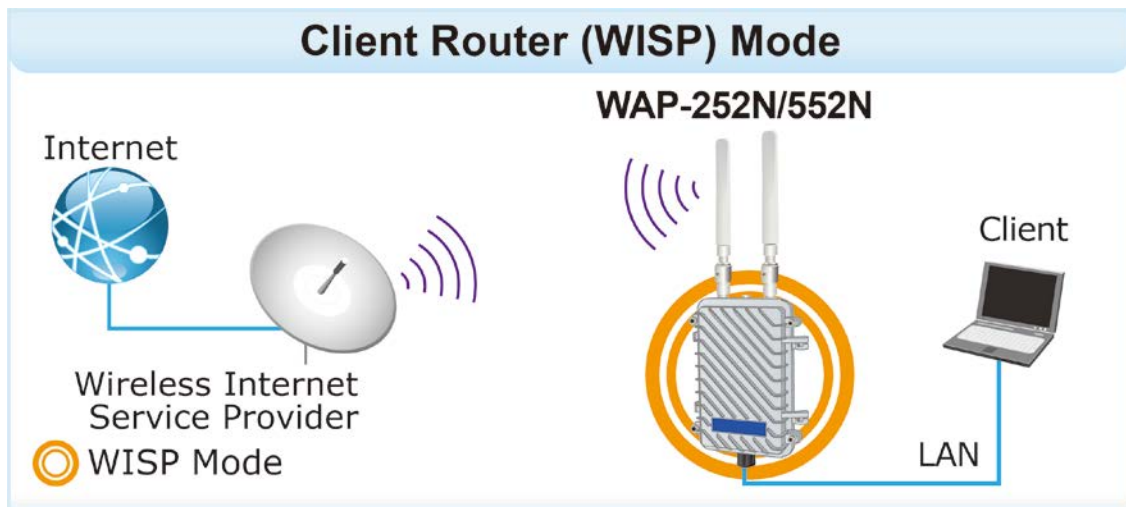 Client Router (WISP) Mode
WAP-252N/552N
Internet
Client
Wireless Internet
Service Provider
WISP Mode
LAN